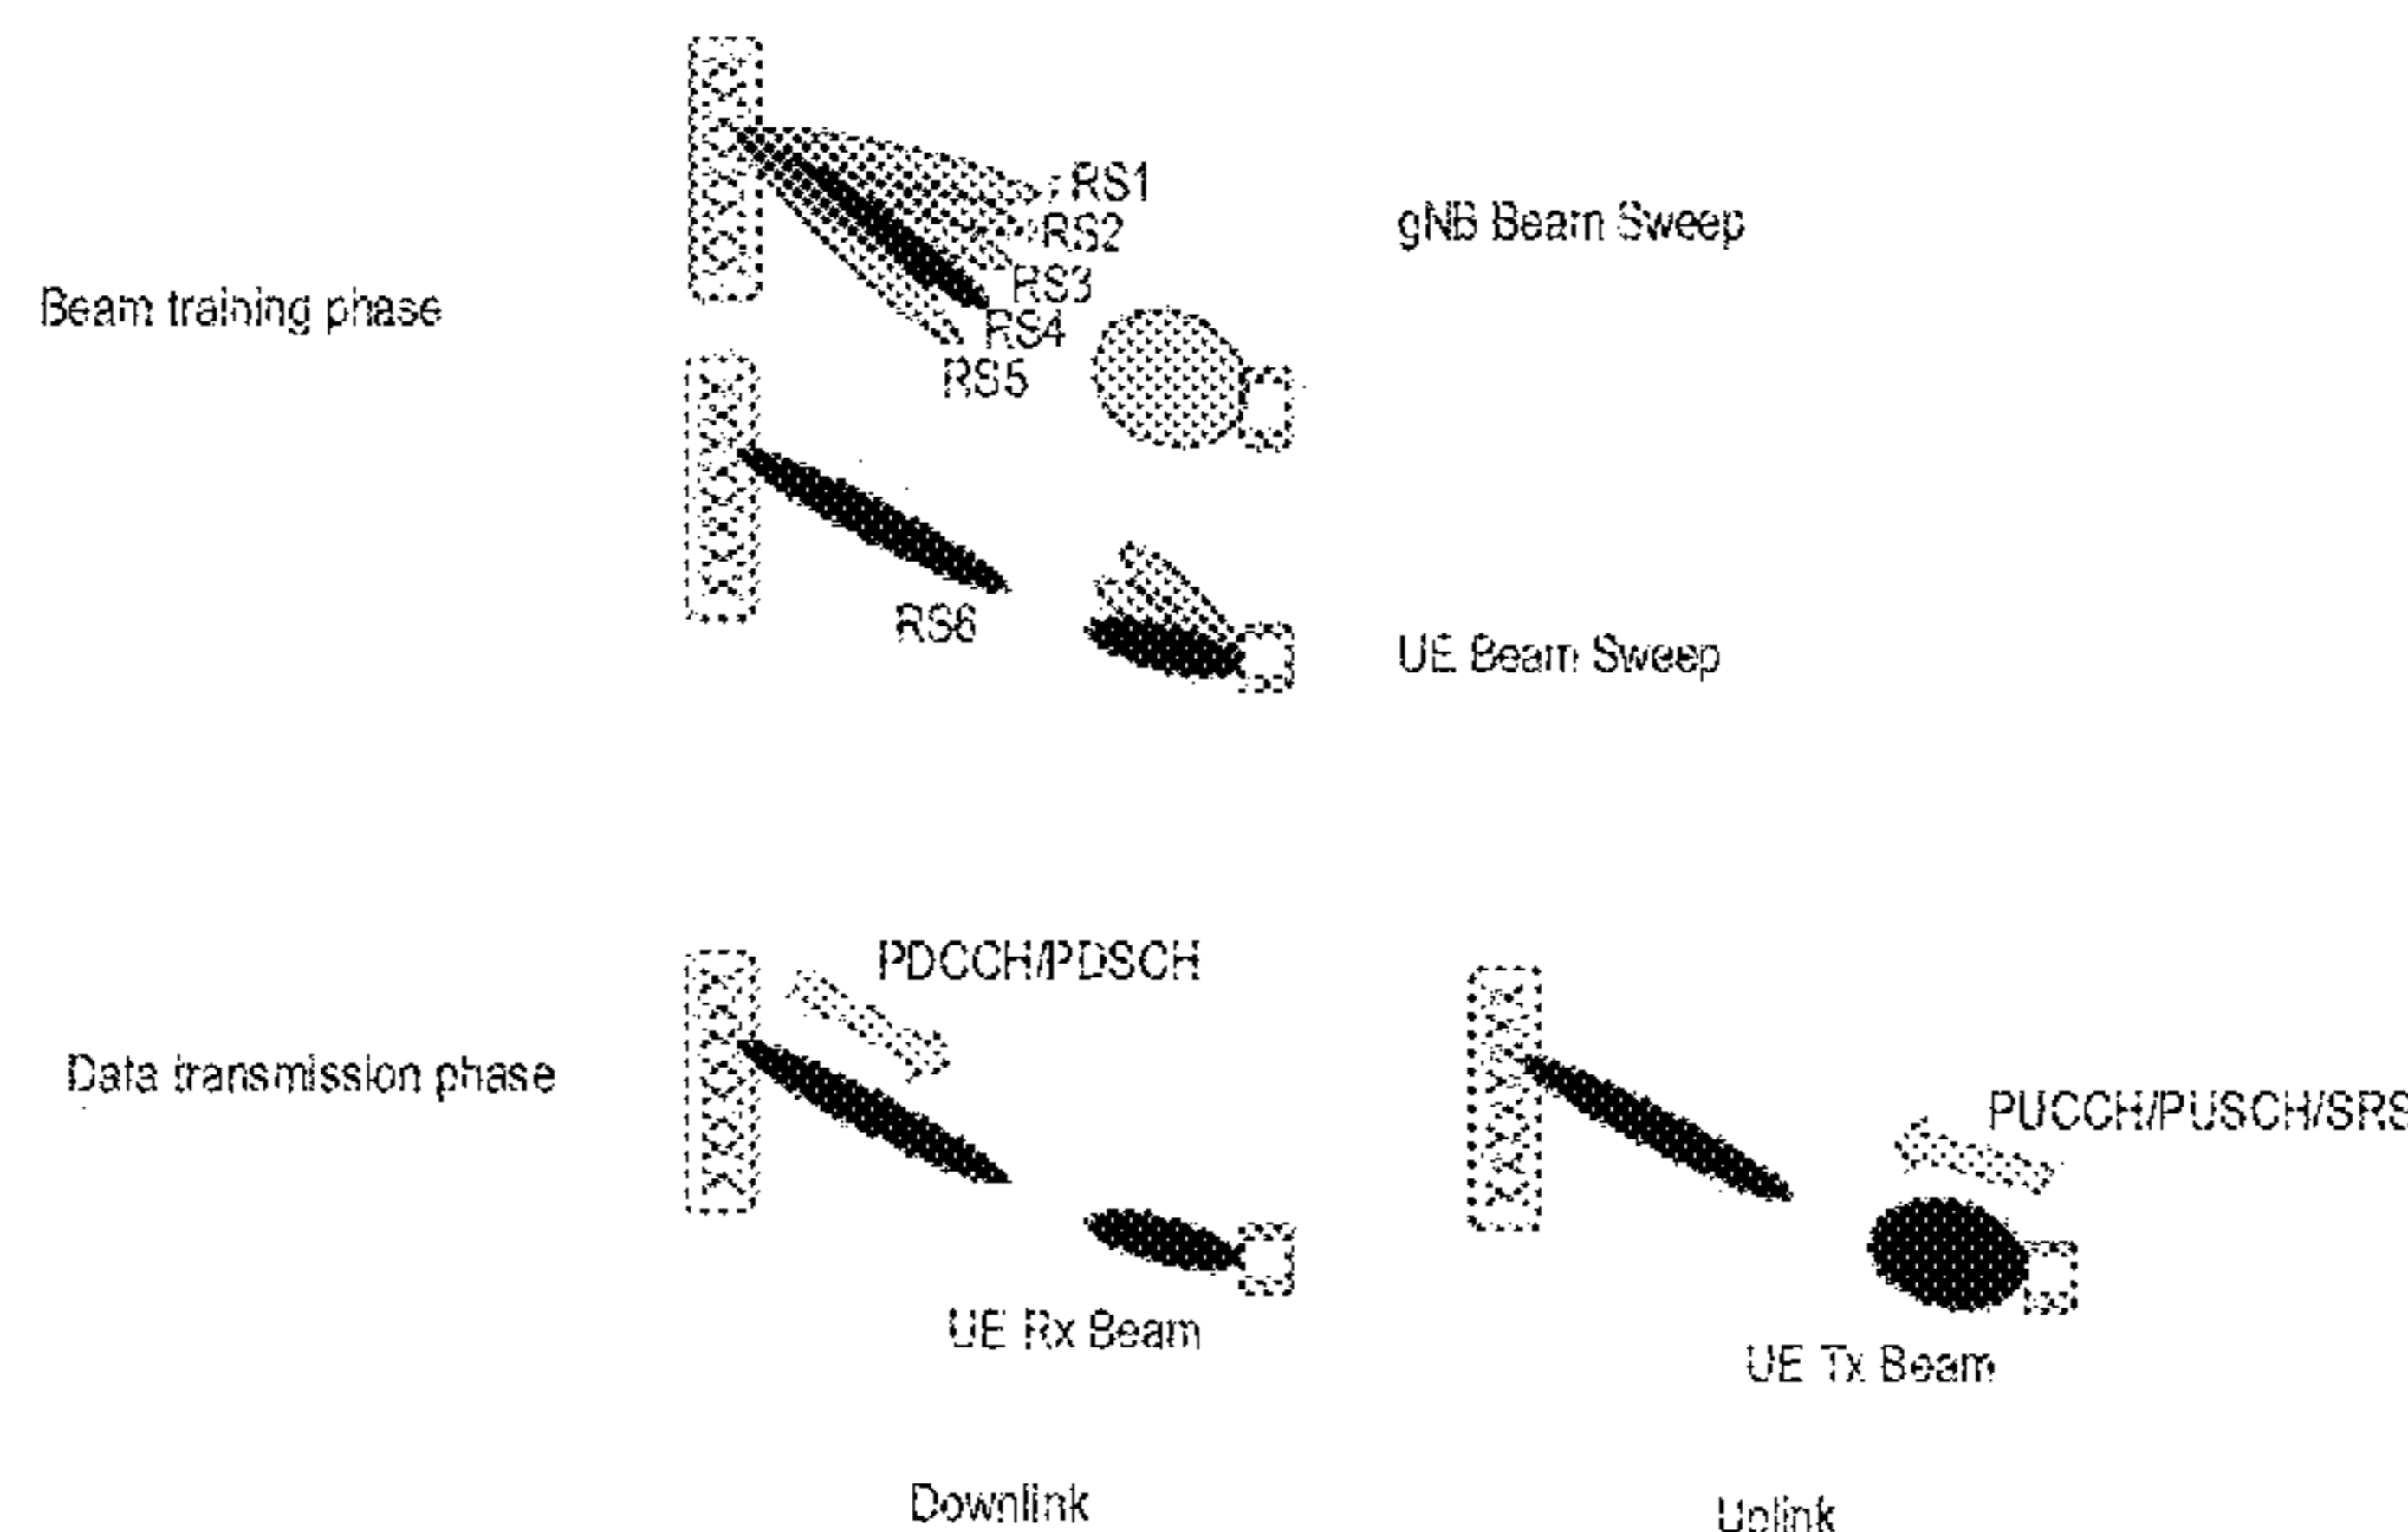 RS1
gNB Beam Sweep
RS2
RS3
Beam training phase
RS4
RS5
RS6
UE Beam Sweep
PDCCH/PDSCH
Data transmission phase
PUCCH/PUSCH/SRS
UE Rx Beam
UE Tx Beam
Downlink
Uplink